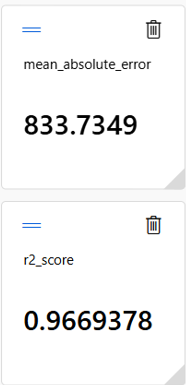 mean_absolute_error
833.7349
r2_score
0.9669378